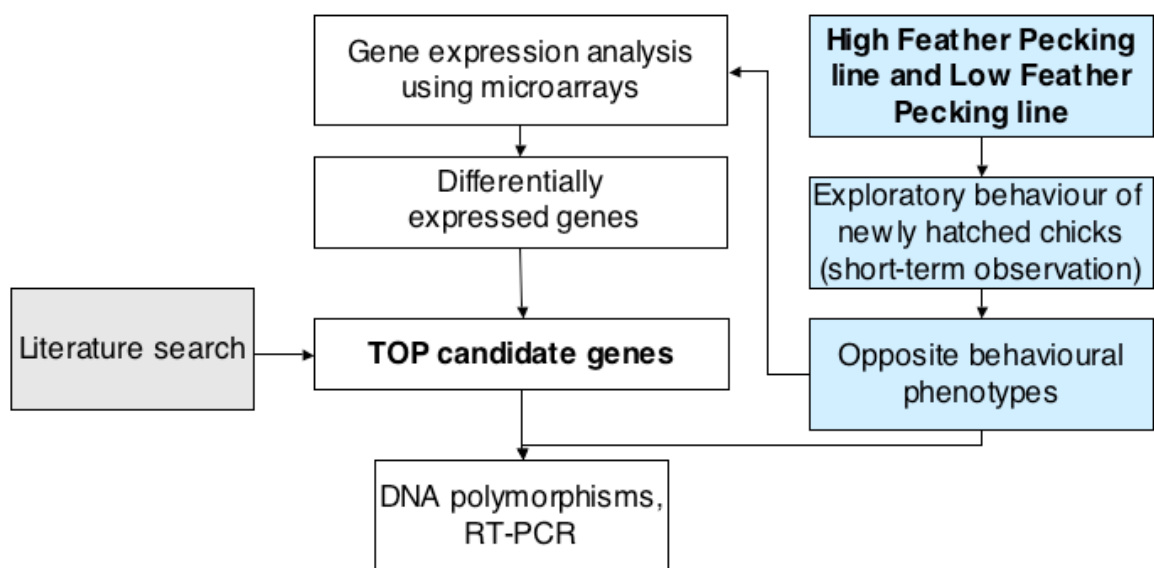 Gene expression analysis
using microarrays
High Feather Pecking
line and Low Feather
Pecking line
Differentially
expressed genes
Exploratory behaviour of
newly hatched chicks
(short-term observation)
Literature search
TOP candidate genes
Opposite behavioural
phenotypes
DNA polymorphisms,
RT-PCR